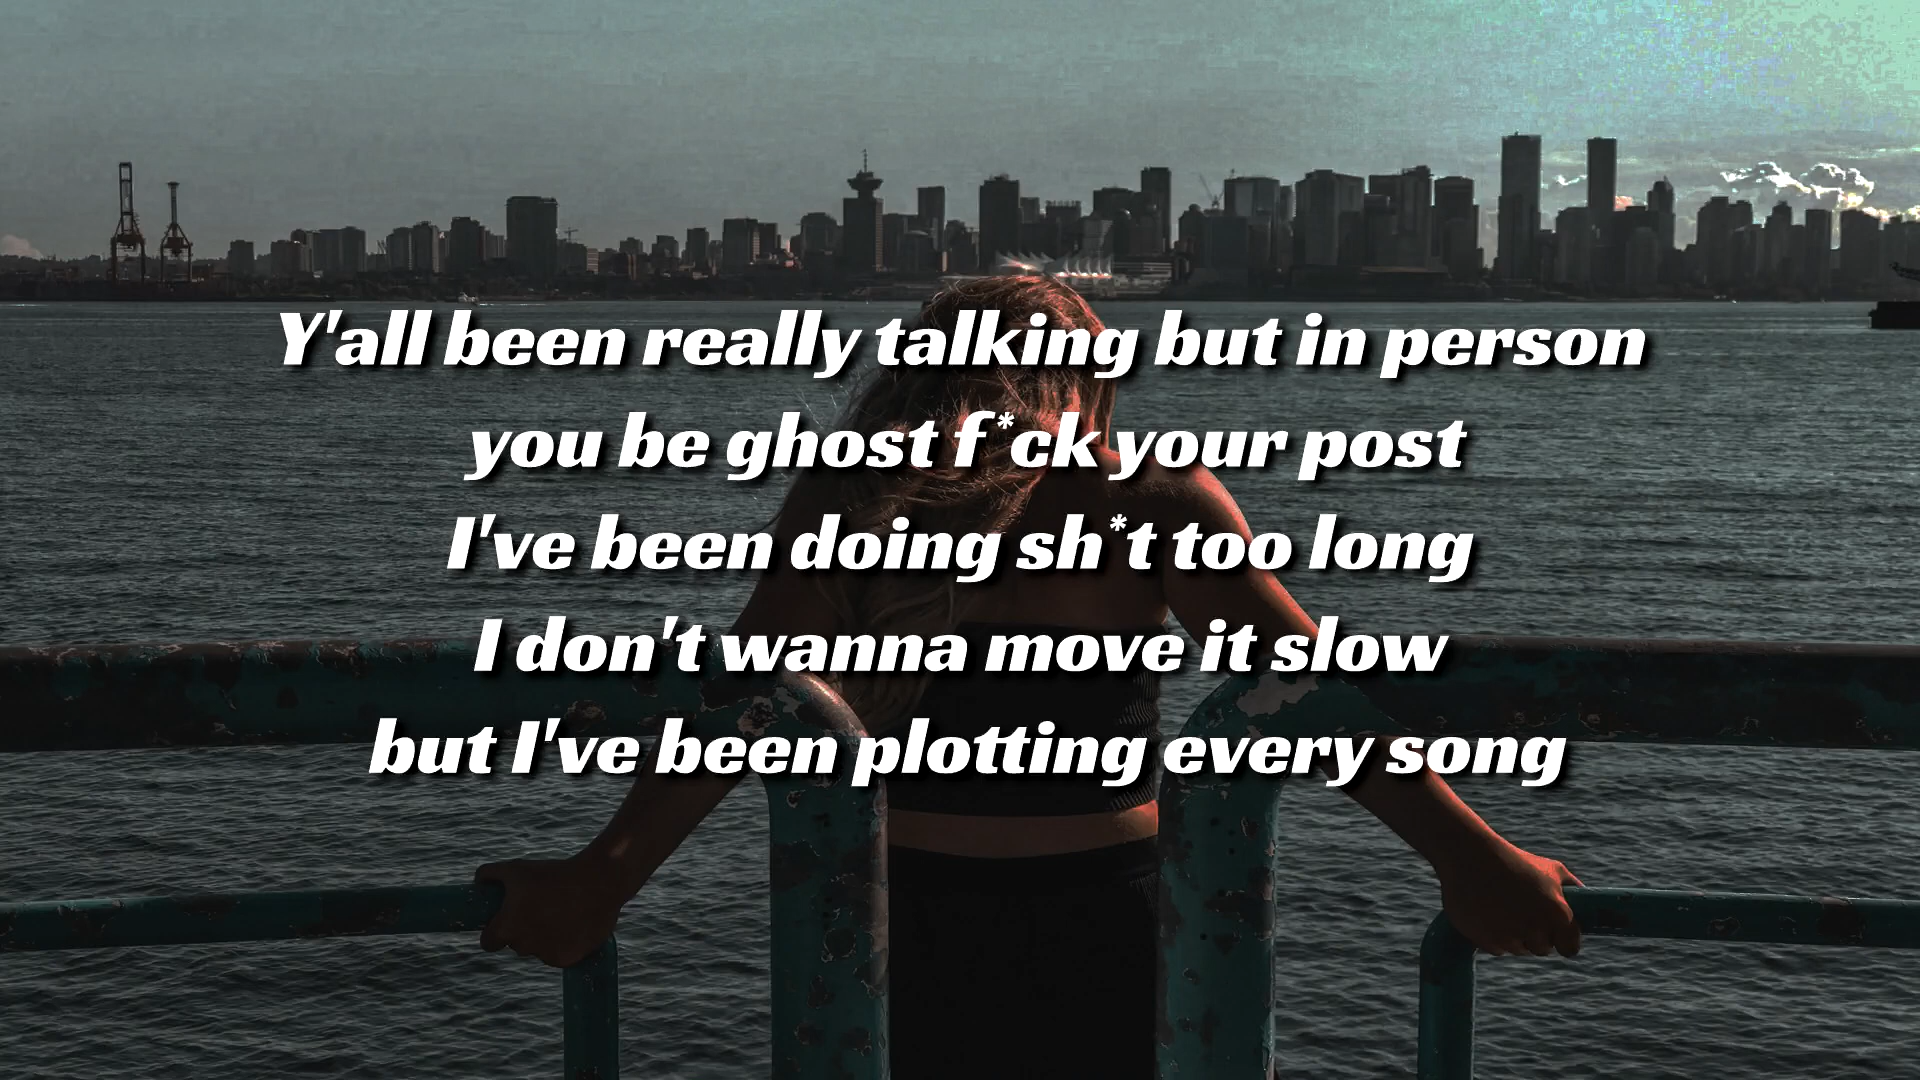 Y'all been really talking but in person
you be ghost f*ck your post
I've been doing sh*t too long
I don't wanna move it slow
but I've been plotting every song